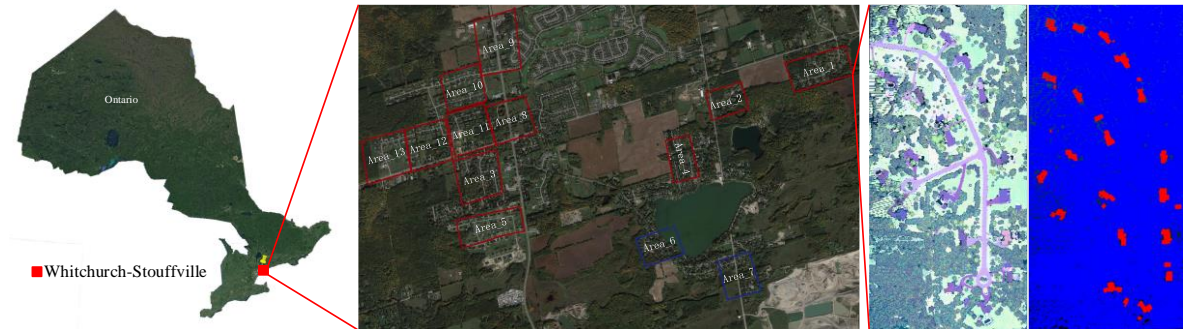 Ontario
Whitchurch-Stouffville
Area_9
Area_1
Area_10
Area_2
Area_11
Area_8
Area_13
Area_12
Area_4
Area_3
Area_5
Area_6
Area_7